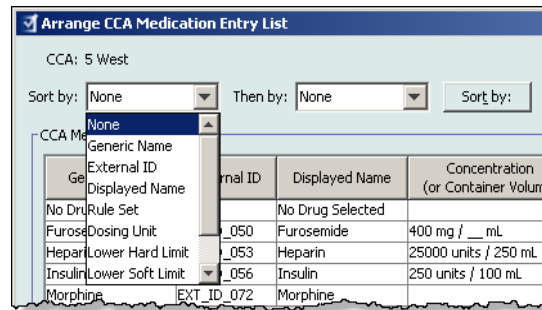 Arrange CCA Medication Entry List
CCA: 5 West
Sort by: None Then by: None Sort by:
None
Generic Name
External ID
Displayed Name
Rule Set
Dosing Unit
Lower Hard Limit
Lower Soft Limit
CCA Me
Ge rnal ID Displayed Name Concentration
(or Container Volum
No Dru No Drug Selected
Furose _050 Furosemide 400 mg / __ mL
Hepari _053 Heparin 25000 units / 250 mL
Insulin _056 Insulin 250 units / 100 mL
Morphine EXT_ID_072 Morphine